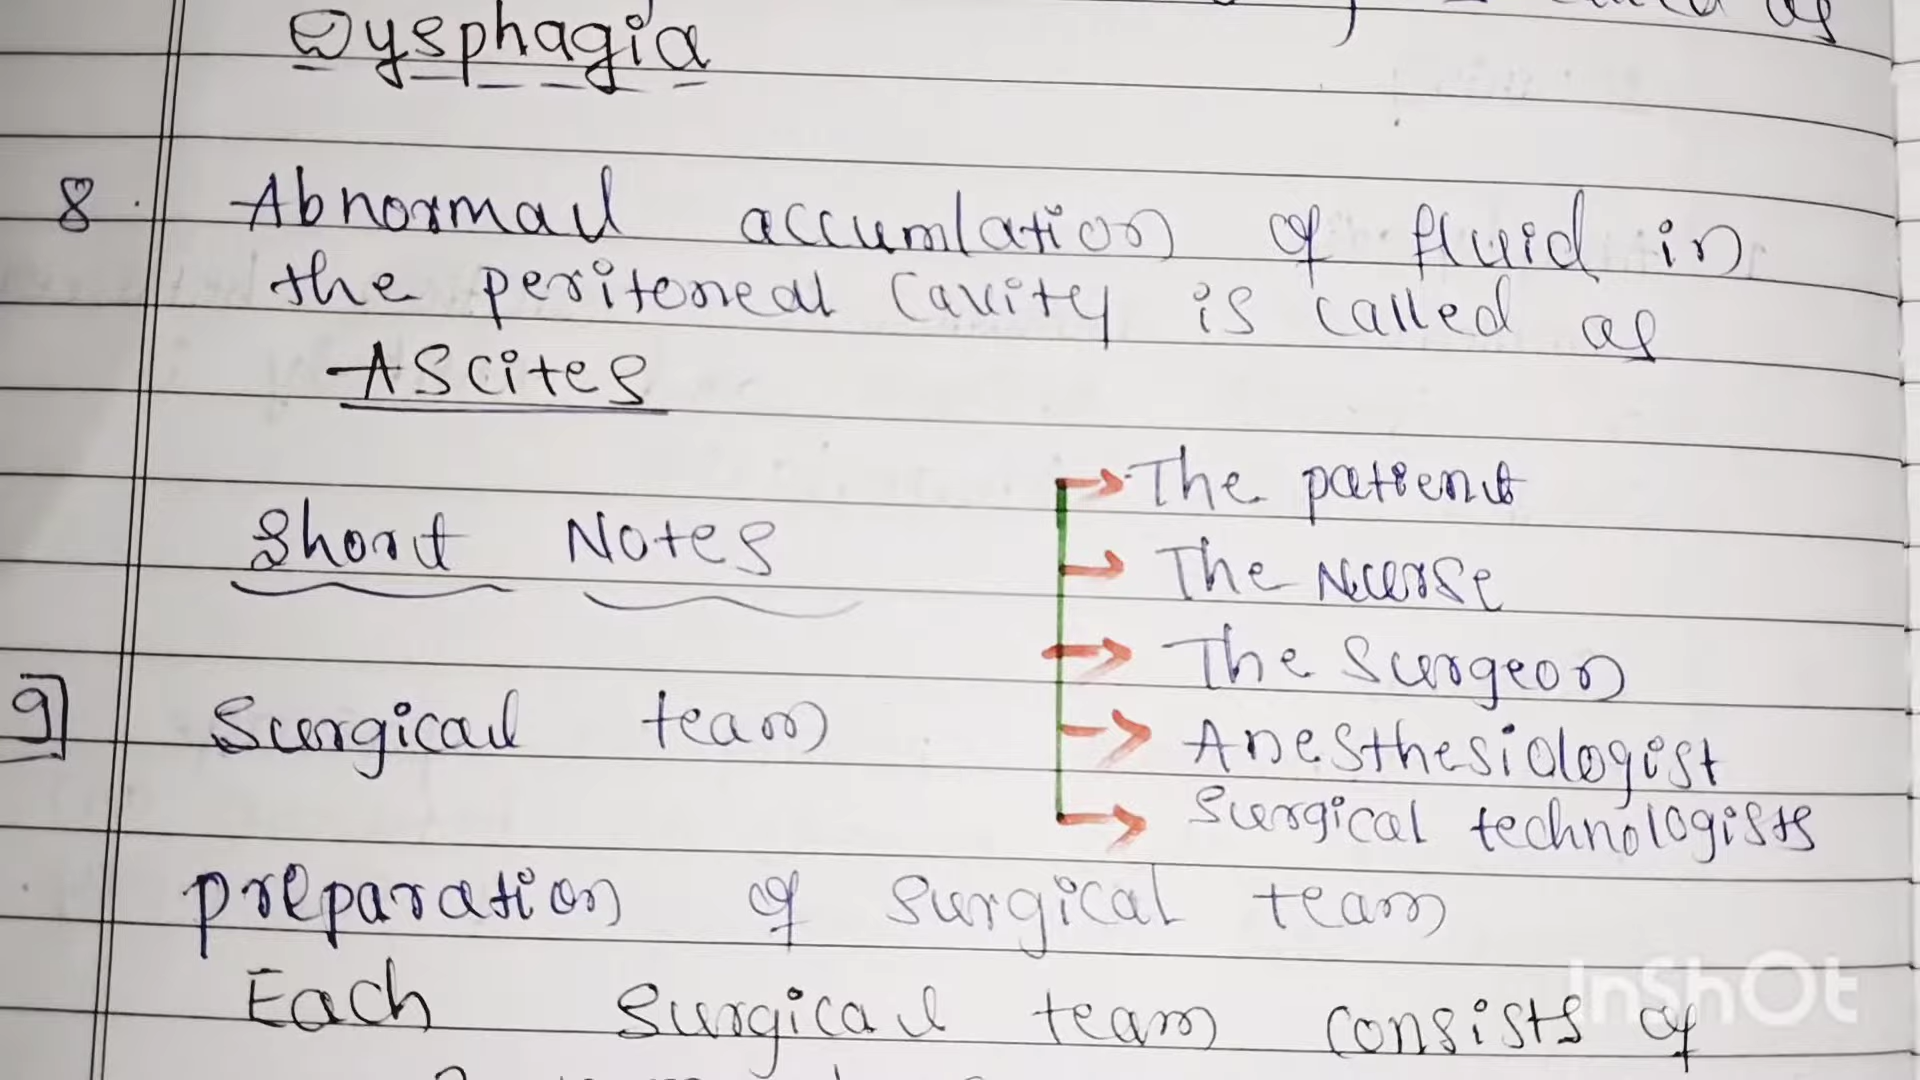 Dysphagia
8. Abnormal accumlation of fluid in
the peritoneal cavity is called as
Ascites
Short Notes
9] Surgical team
→ The patient
→ The Nurse
→ The Surgeon
→ Anesthesiologist
→ Surgical technologists
preparation of surgical team
Each surgical team consists of
InShOt